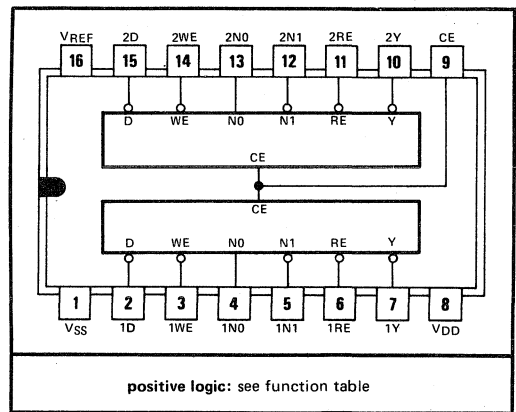 VREF 2D 2WE 2N0 2N1 2RE 2Y CE
16 15 14 13 12 11 10 9
D WE N0 N1 RE Y
CE
CE
D WE N0 N1 RE Y
1 2 3 4 5 6 7 8
VSS 1D 1WE 1N0 1N1 1RE 1Y VDD
positive logic: see function table